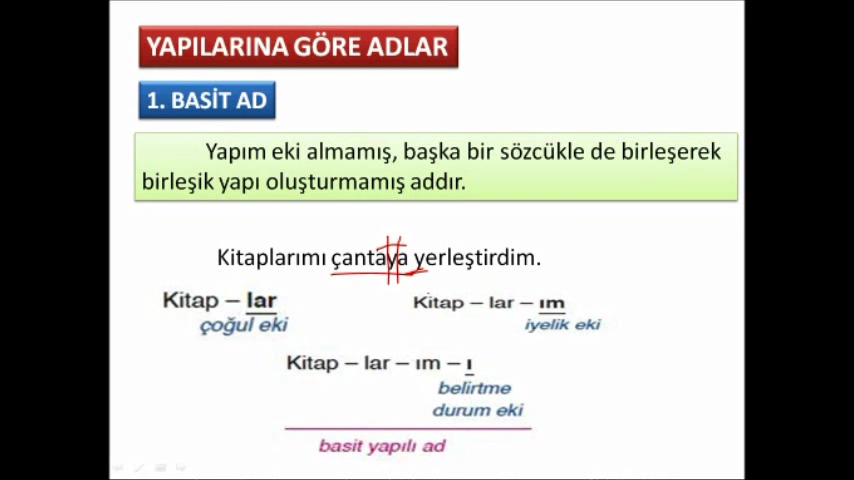 YAPILARINA GÖRE ADLAR
1. BASİT AD
Yapım eki almamış, başka bir sözcükle de birleşerek
birleşik yapı oluşturmamış addır.
Kitaplarımı çantaya yerleştirdim.
Kitap – lar
çoğul eki
Kitap – lar – ım
iyelik eki
Kitap – lar – ım – ı
belirtme
durum eki
basit yapılı ad